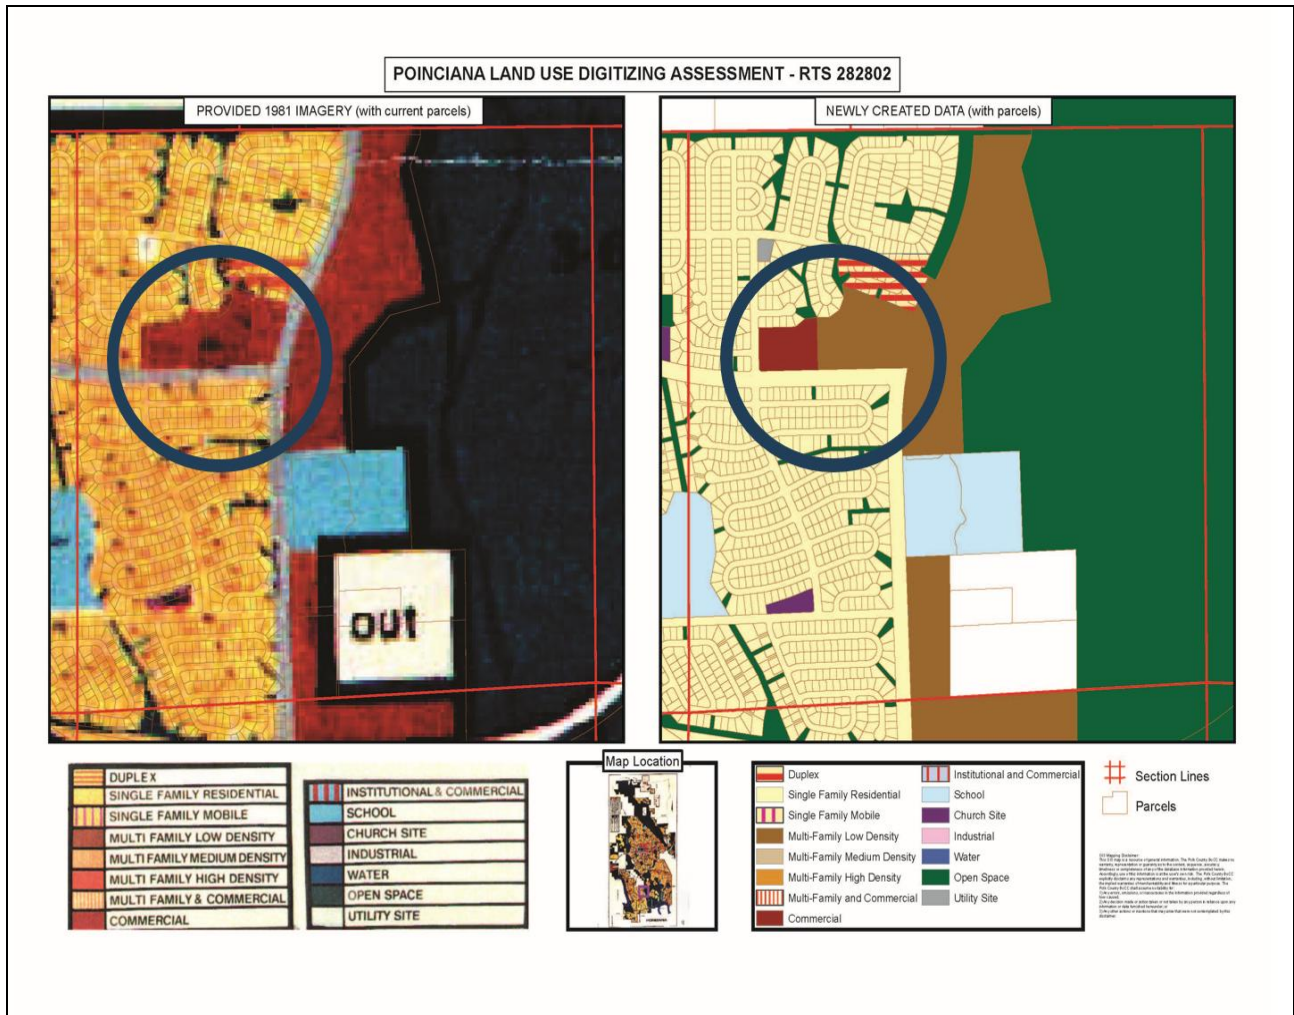 POINCIANA LAND USE DIGITIZING ASSESSMENT - RTS 282802
PROVIDED 1981 IMAGERY (with current parcels)
NEWLY CREATED DATA (with parcels)
out
DUPLEX
SINGLE FAMILY RESIDENTIAL
SINGLE FAMILY MOBILE
MULTI FAMILY LOW DENSITY
MULTI FAMILY MEDIUM DENSITY
MULTI FAMILY HIGH DENSITY
MULTI FAMILY & COMMERCIAL
COMMERCIAL
INSTITUTIONAL & COMMERCIAL
SCHOOL
CHURCH SITE
INDUSTRIAL
WATER
OPEN SPACE
UTILITY SITE
Map Location
Duplex
Single Family Residential
Single Family Mobile
Multi-Family Low Density
Multi-Family Medium Density
Multi-Family High Density
Multi-Family and Commercial
Commercial
Institutional and Commercial
School
Church Site
Industrial
Water
Open Space
Utility Site
Section Lines
Parcels